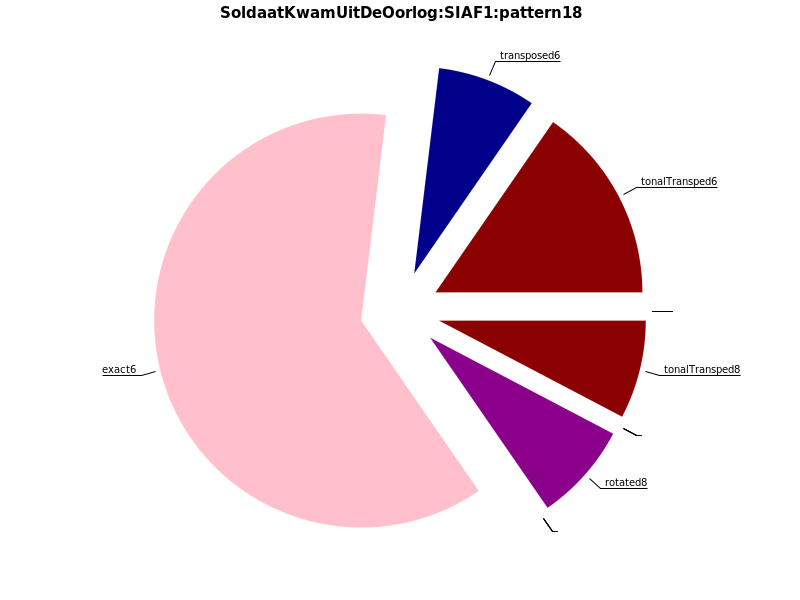 SoldaatKwamUitDeOorlog:SIAF1:pattern18
transposed6
tonalTransped6
exact6
tonalTransped8
rotated8